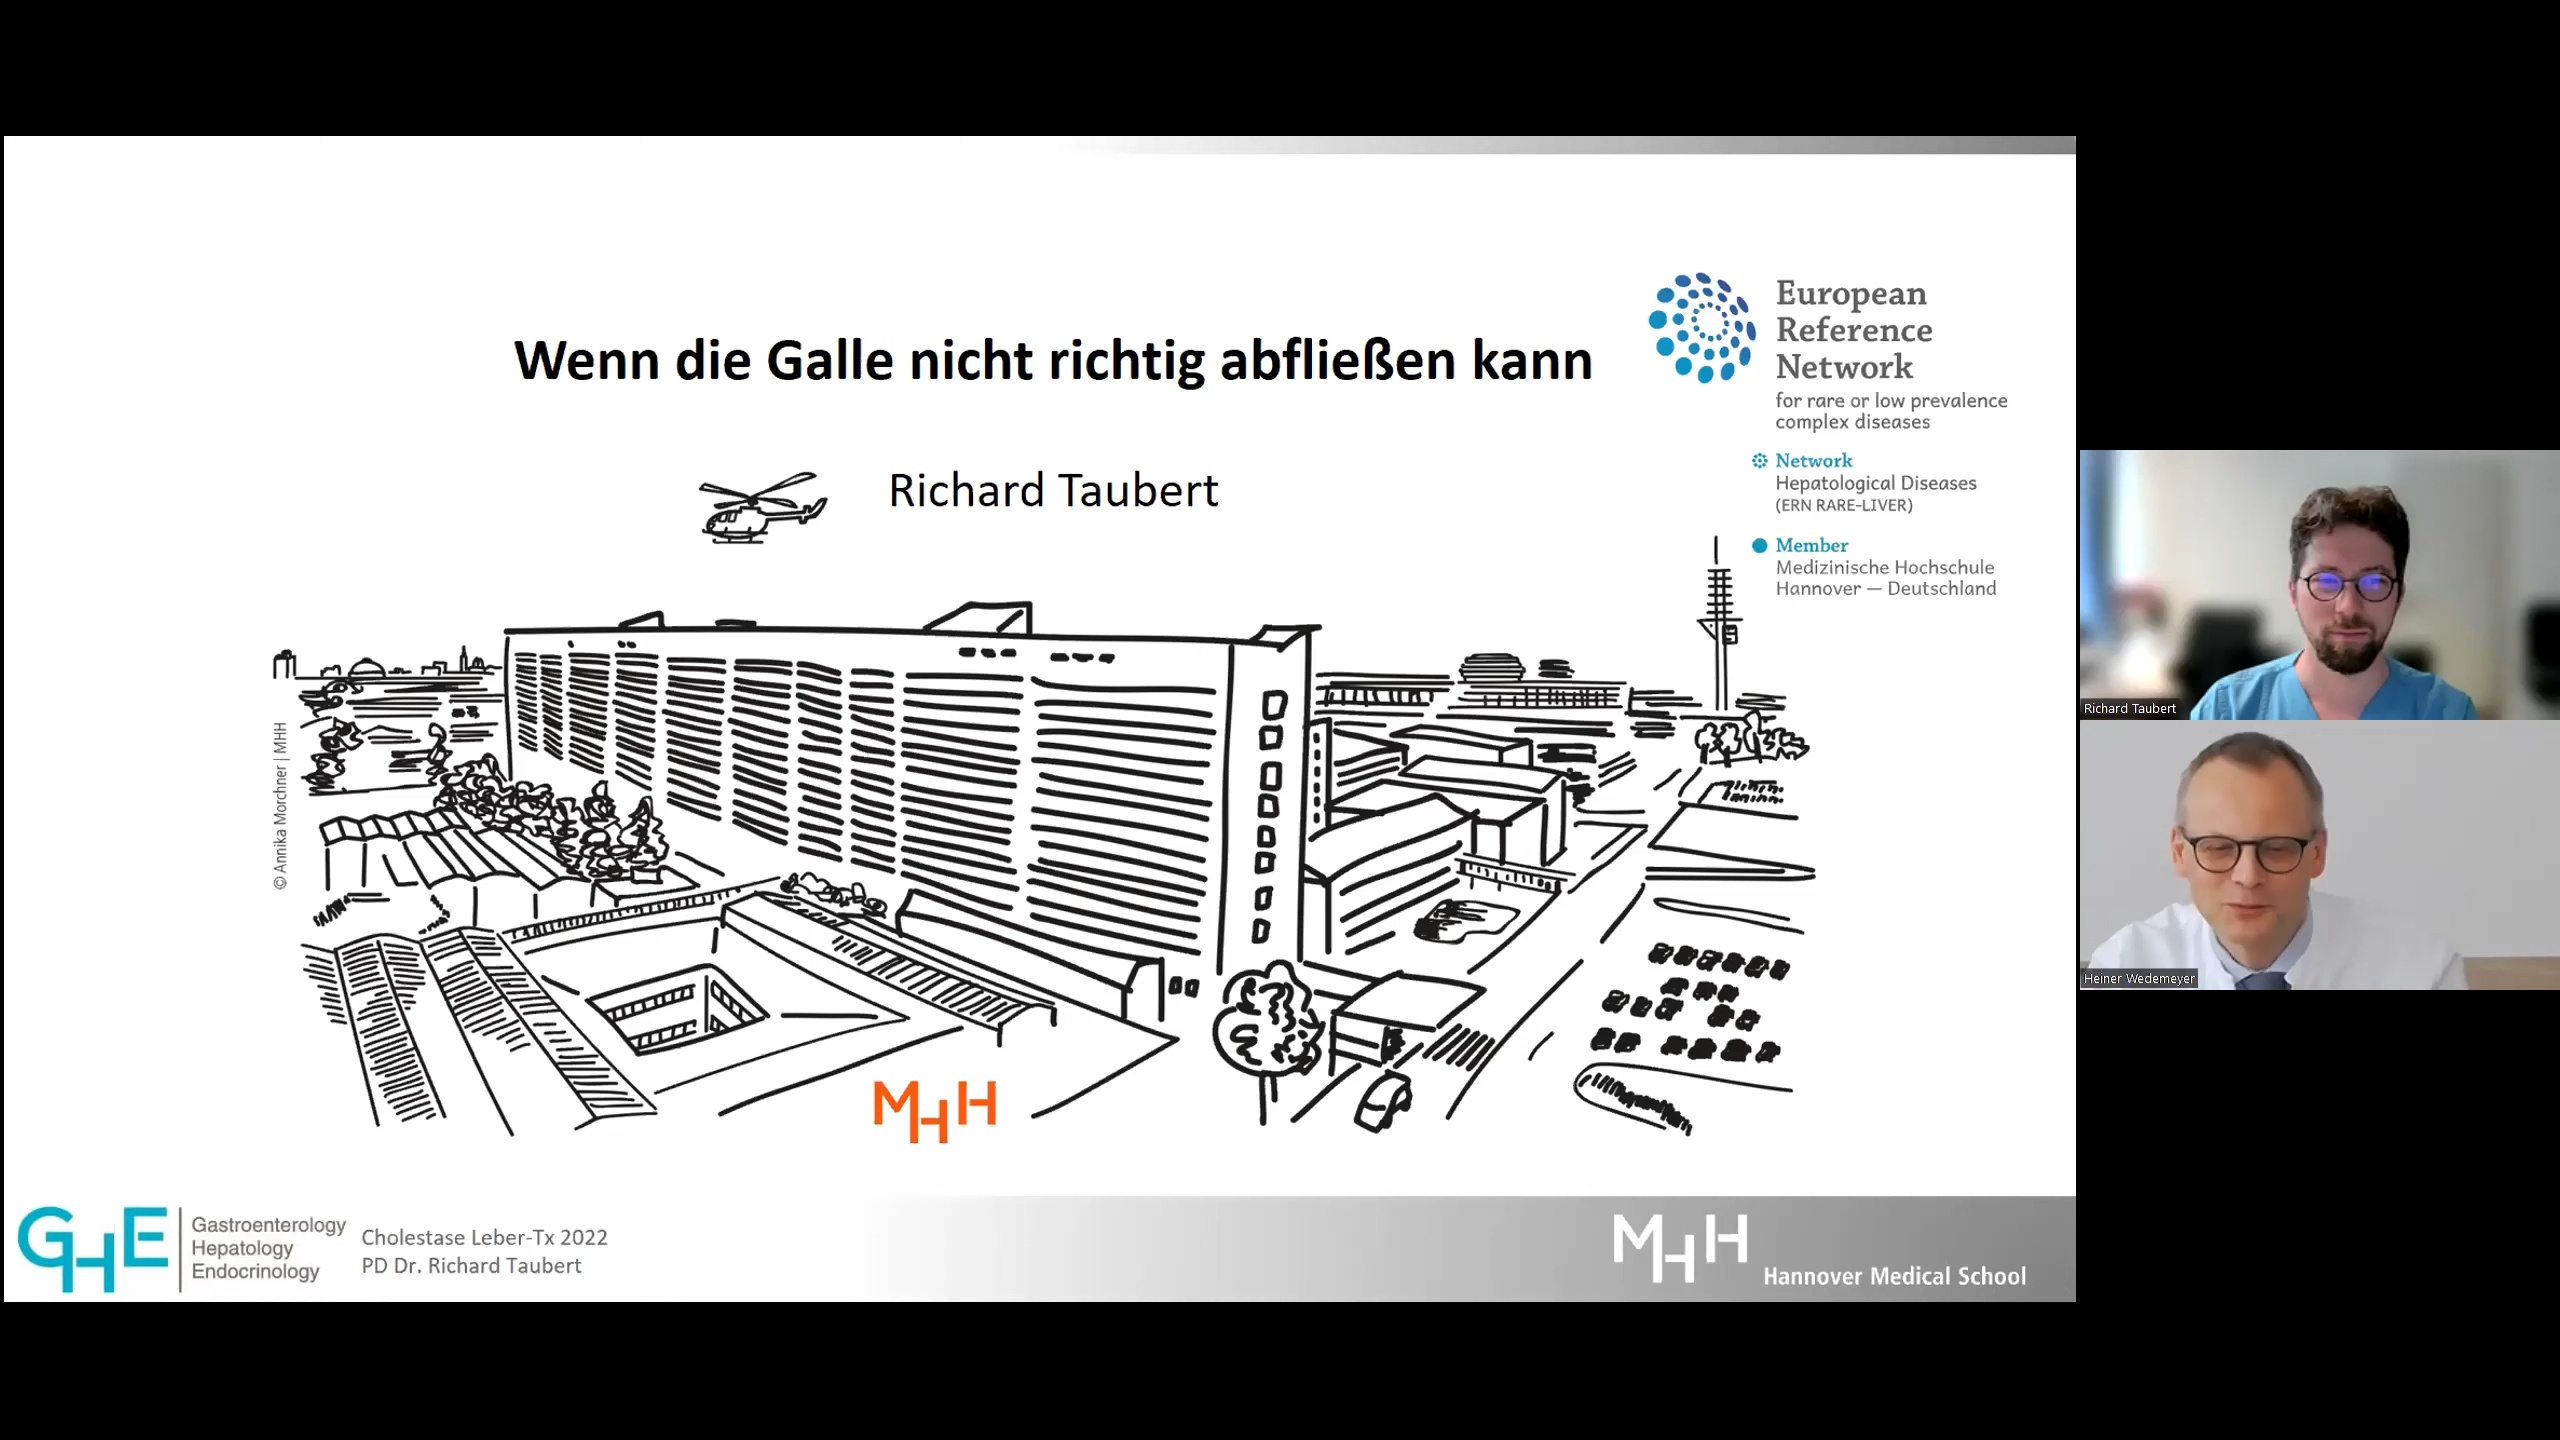 Wenn die Galle nicht richtig abfließen kann
Richard Taubert
European
Reference
Network
for rare or low prevalence
complex diseases
Network
Hepatological Diseases
(ERN RARE-LIVER)
Member
Medizinische Hochschule
Hannover — Deutschland
© Annika Morchner | MHH
MHH
GHE
Gastroenterology
Hepatology
Endocrinology
Cholestase Leber-Tx 2022
PD Dr. Richard Taubert
MHH
Hannover Medical School
Richard Taubert
Heiner Wedemeyer